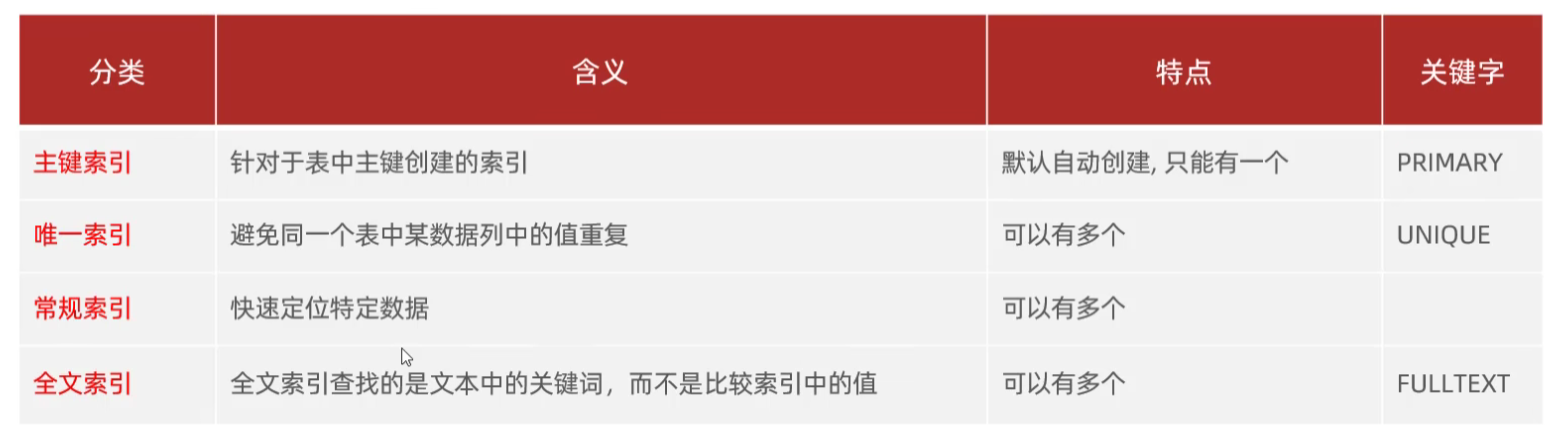 分类 含义 特点 关键字
主键索引 针对于表中主键创建的索引 默认自动创建, 只能有一个 PRIMARY
唯一索引 避免同一个表中某数据列中的值重复 可以有多个 UNIQUE
常规索引 快速定位特定数据 可以有多个
全文索引 全文索引查找的是文本中的关键词，而不是比较索引中的值 可以有多个 FULLTEXT